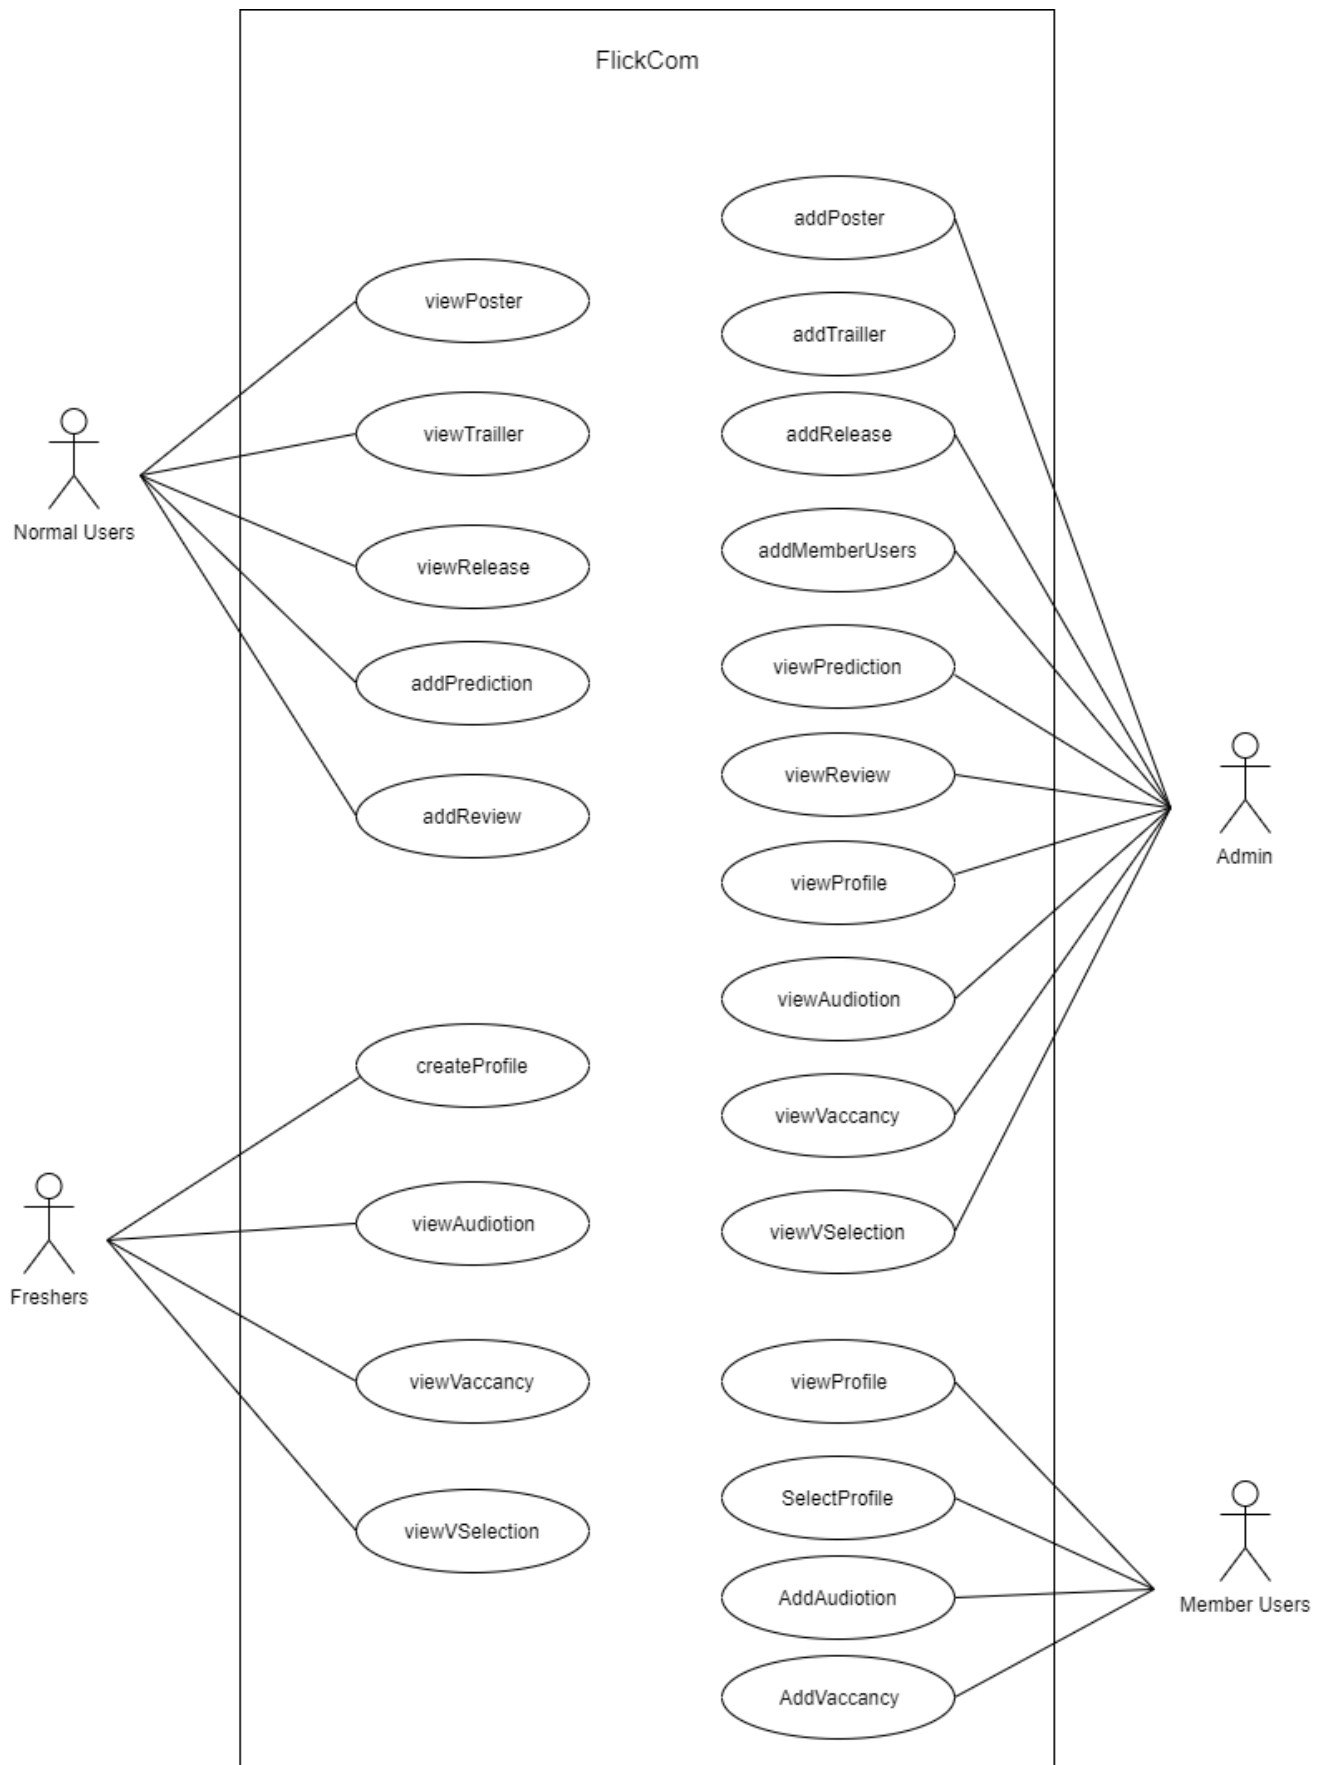 FlickCom
addPoster
viewPoster
addTrailler
viewTrailler
addRelease
Normal Users
addMemberUsers
viewRelease
viewPrediction
addPrediction
viewReview
addReview
Admin
viewProfile
viewAudiotion
createProfile
viewVaccancy
viewAudiotion
viewVSelection
Freshers
viewVaccancy
viewProfile
SelectProfile
viewVSelection
AddAudiotion
Member Users
AddVaccancy